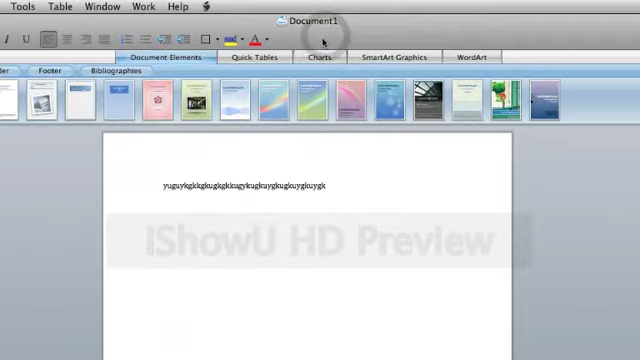 Tools Table Window Work Help
Document1
Document Elements Quick Tables Charts SmartArt Graphics WordArt
Footer Bibliographies
yuguykgkkgkugkgkkugykugkuygkugkuygkuygk
IShowU HD Preview